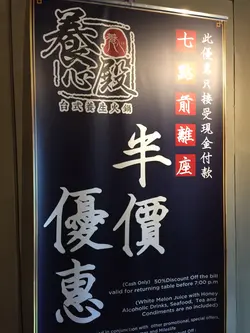 養心殿
台式養生火鍋
此優惠只接受現金付款
七點前離座
半價
優惠
(Cash Only) 50%Discount Off the bill
valid for returning table before 7:00 p.m
(White Melon Juice with Honey
Alcoholic Drinks, Seafood, Tea and
Condiments are no included)